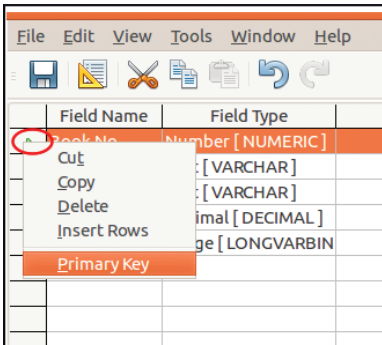 File Edit View Tools Window Help
Field Name Field Type
Book No Number [ NUMERIC ]
Cut [ VARCHAR ]
Copy [ VARCHAR ]
Delete imal [ DECIMAL ]
Insert Rows ge [ LONGVARBIN
Primary Key